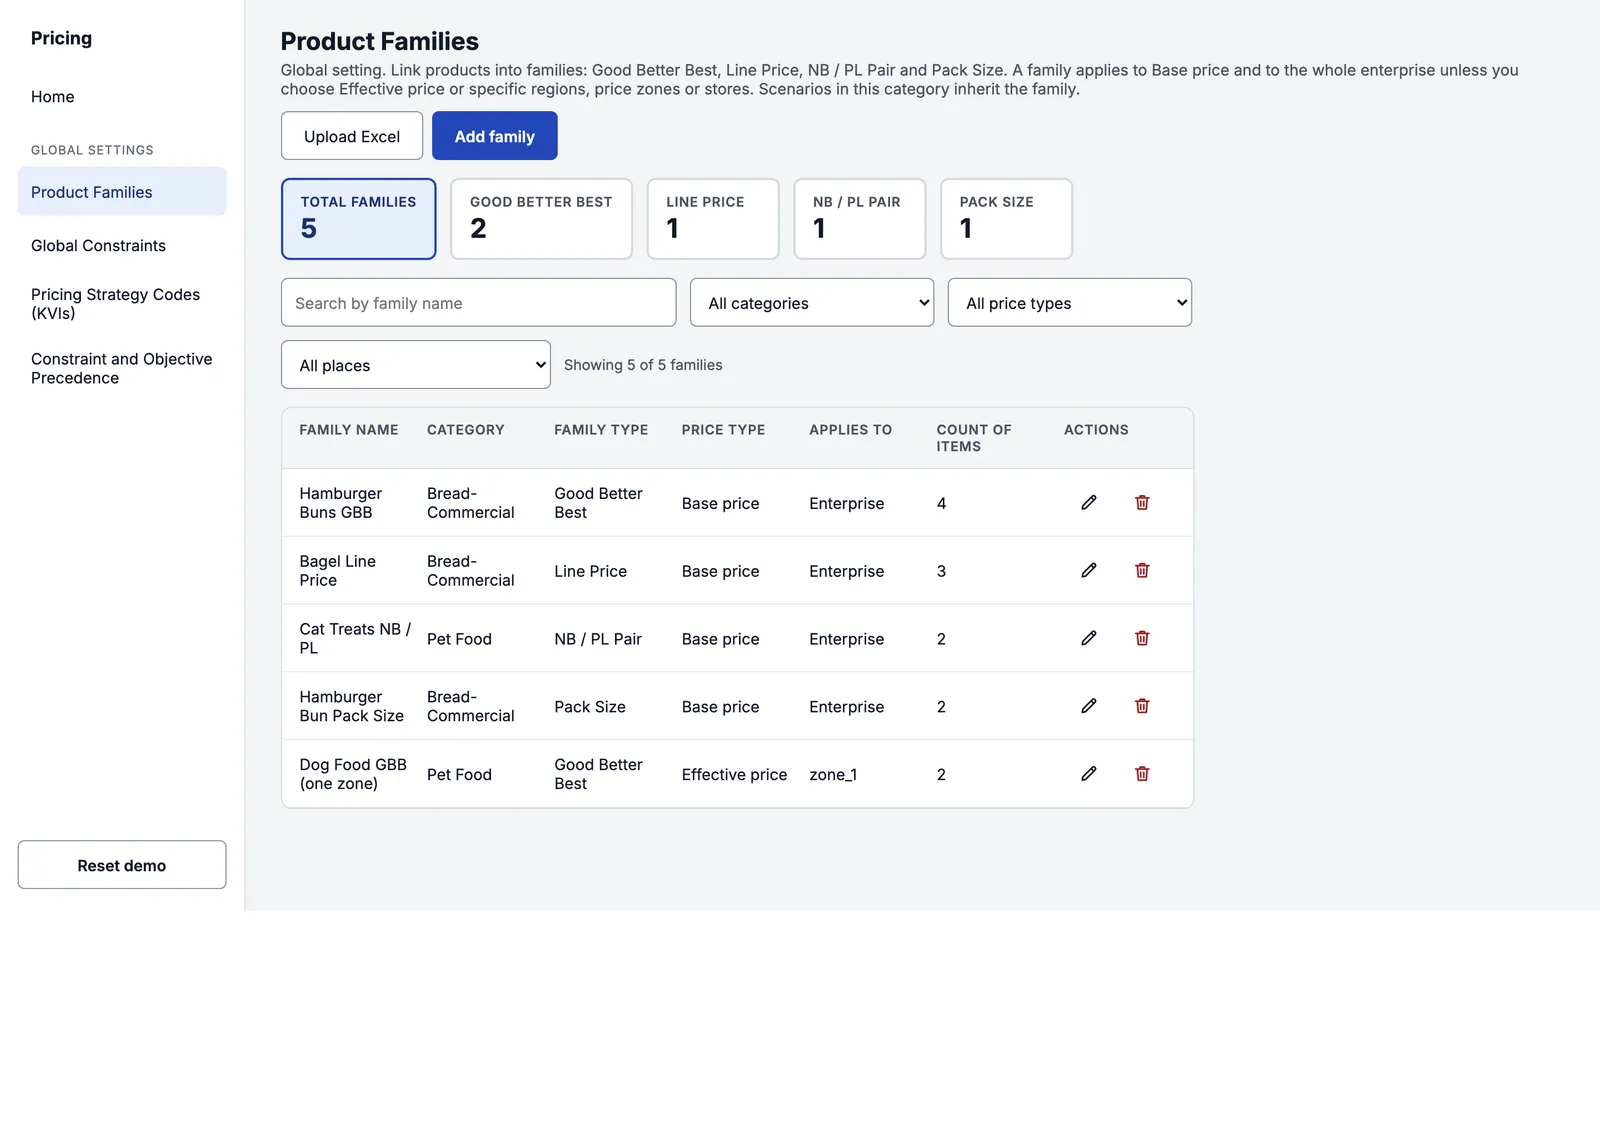 Pricing
Home
GLOBAL SETTINGS
Product Families
Global Constraints
Pricing Strategy Codes
(KVIs)
Constraint and Objective
Precedence
Reset demo
Product Families
Global setting. Link products into families: Good Better Best, Line Price, NB / PL Pair and Pack Size. A family applies to Base price and to the whole enterprise unless you
choose Effective price or specific regions, price zones or stores. Scenarios in this category inherit the family.
Upload Excel
Add family
TOTAL FAMILIES
5
GOOD BETTER BEST
2
LINE PRICE
1
NB / PL PAIR
1
PACK SIZE
1
Search by family name
All categories
All price types
All places
Showing 5 of 5 families
FAMILY NAME CATEGORY FAMILY TYPE PRICE TYPE APPLIES TO COUNT OF ITEMS ACTIONS
Hamburger Buns GBB Bread-Commercial Good Better Best Base price Enterprise 4
Bagel Line Price Bread-Commercial Line Price Base price Enterprise 3
Cat Treats NB / PL Pet Food NB / PL Pair Base price Enterprise 2
Hamburger Bun Pack Size Bread-Commercial Pack Size Base price Enterprise 2
Dog Food GBB (one zone) Pet Food Good Better Best Effective price zone_1 2